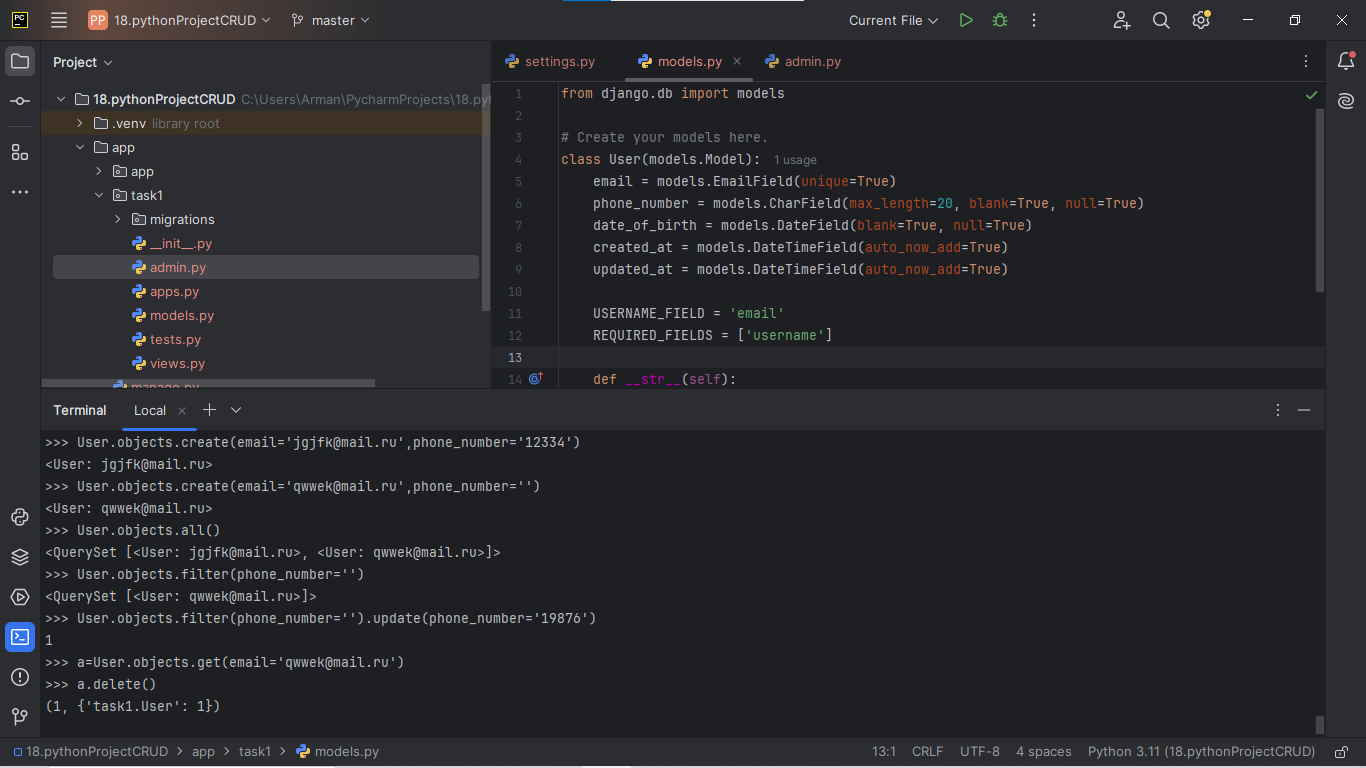 PC PP 18.pythonProjectCRUD master Current File
Project
18.pythonProjectCRUD C:\Users\Arman\PycharmProjects\18.pyt
.venv library root
app
app
task1
migrations
__init__.py
admin.py
apps.py
models.py
tests.py
views.py
manage.py
settings.py models.py admin.py
1 from django.db import models
2
3 # Create your models here.
4 class User(models.Model): 1 usage
5 email = models.EmailField(unique=True)
6 phone_number = models.CharField(max_length=20, blank=True, null=True)
7 date_of_birth = models.DateField(blank=True, null=True)
8 created_at = models.DateTimeField(auto_now_add=True)
9 updated_at = models.DateTimeField(auto_now_add=True)
10
11 USERNAME_FIELD = 'email'
12 REQUIRED_FIELDS = ['username']
13
14 def __str__(self):
Terminal Local
>>> User.objects.create(email='jgjfk@mail.ru',phone_number='12334')
<User: jgjfk@mail.ru>
>>> User.objects.create(email='qwwek@mail.ru',phone_number='')
<User: qwwek@mail.ru>
>>> User.objects.all()
<QuerySet [<User: jgjfk@mail.ru>, <User: qwwek@mail.ru>]>
>>> User.objects.filter(phone_number='')
<QuerySet [<User: qwwek@mail.ru>]>
>>> User.objects.filter(phone_number='').update(phone_number='19876')
1
>>> a=User.objects.get(email='qwwek@mail.ru')
>>> a.delete()
(1, {'task1.User': 1})
18.pythonProjectCRUD > app > task1 > models.py 13:1 CRLF UTF-8 4 spaces Python 3.11 (18.pythonProjectCRUD)